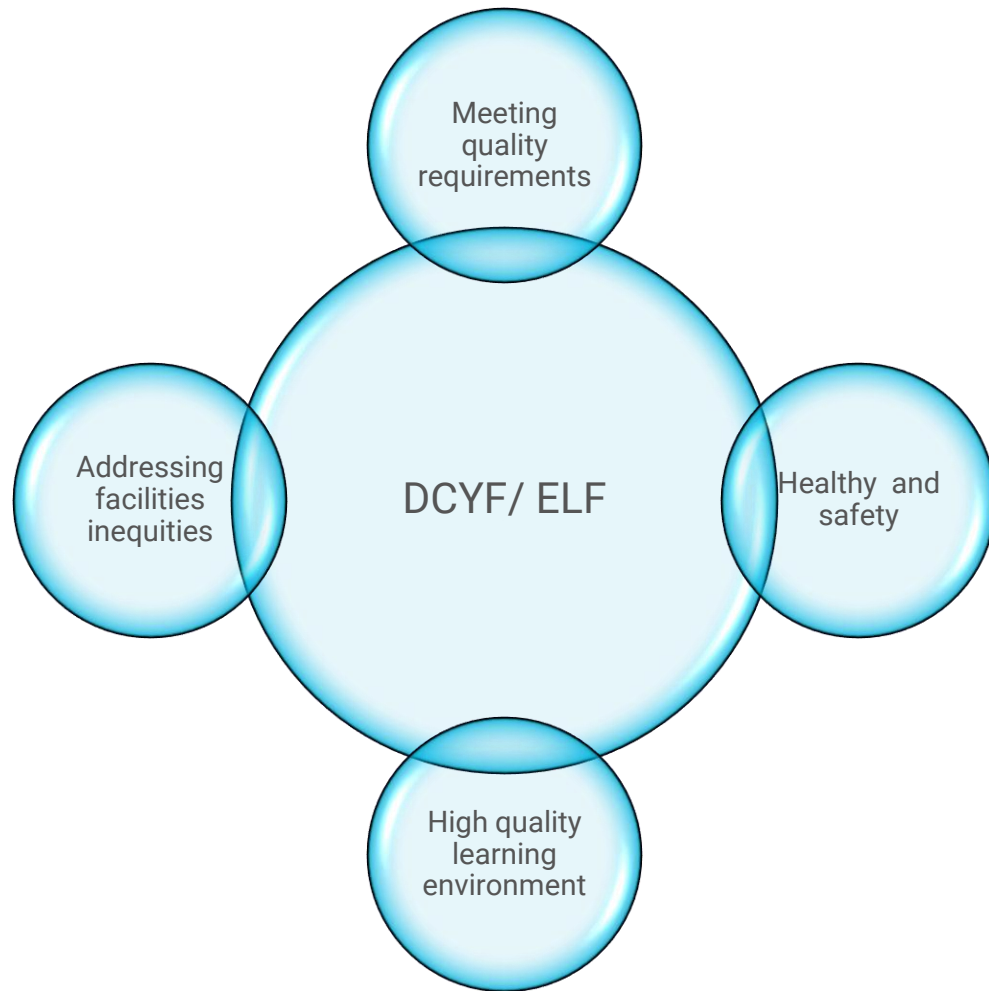 Meeting
quality
requirements
Addressing
facilities
inequities
DCYF/ ELF
Healthy  and
safety
High quality
learning
environment